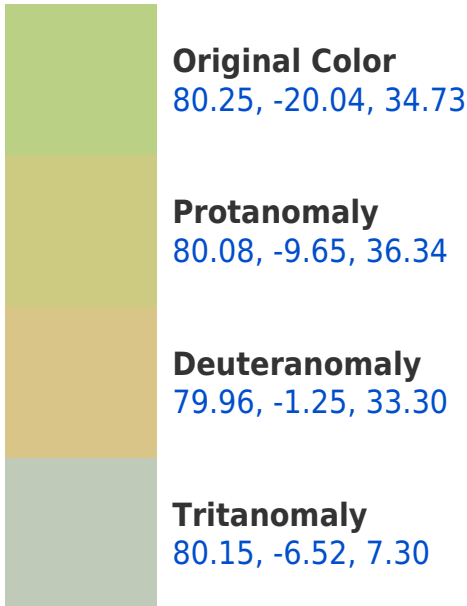 Original Color
80.25, -20.04, 34.73
Protanomaly
80.08, -9.65, 36.34
Deuteranomaly
79.96, -1.25, 33.30
Tritanomaly
80.15, -6.52, 7.30